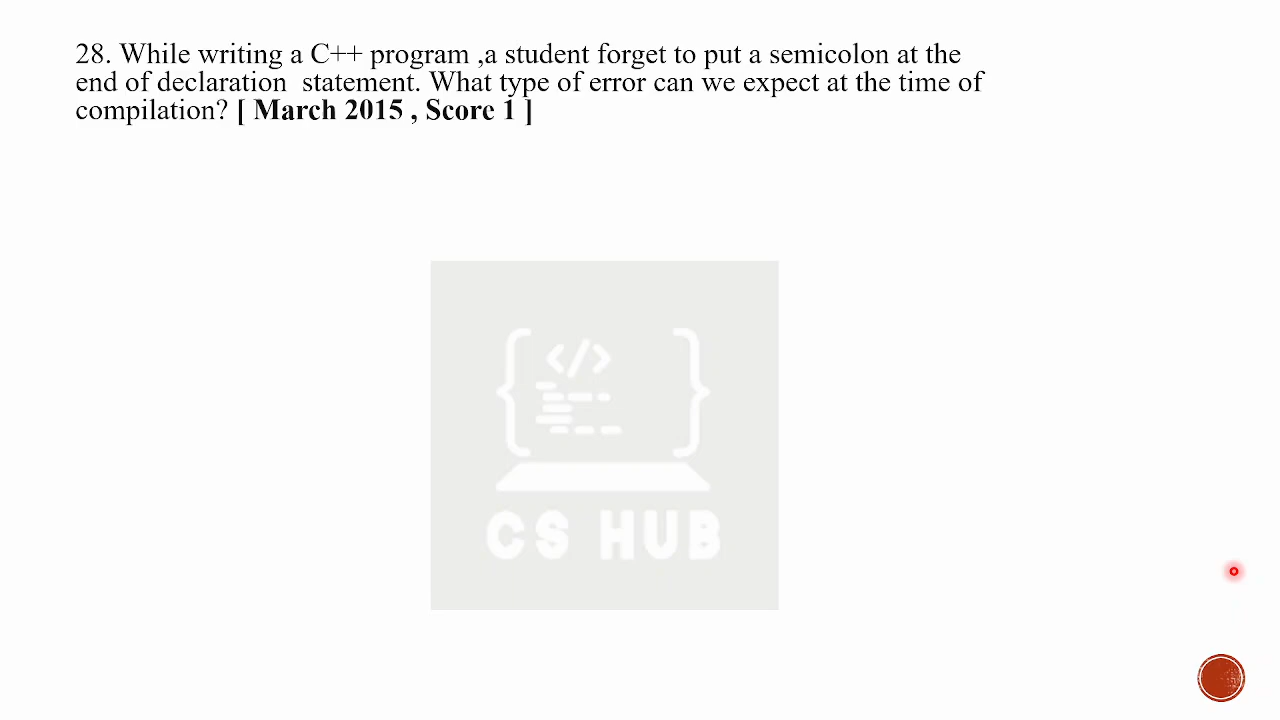 28. While writing a C++ program ,a student forget to put a semicolon at the
end of declaration  statement. What type of error can we expect at the time of
compilation? [ March 2015 , Score 1 ]
</>
CS HUB